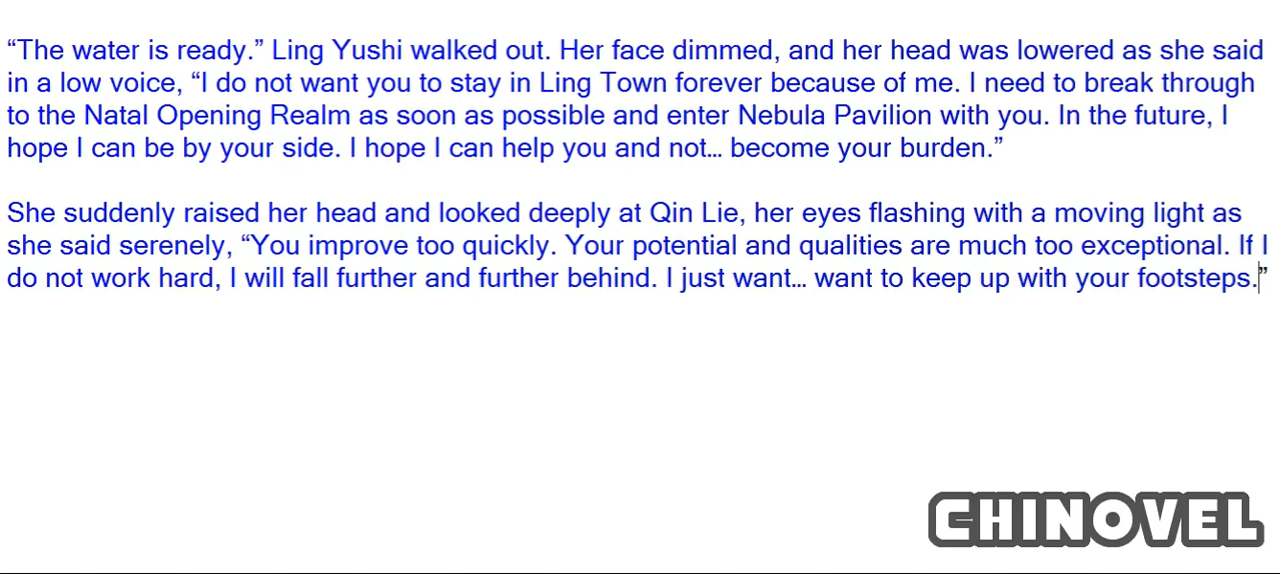 “The water is ready.” Ling Yushi walked out. Her face dimmed, and her head was lowered as she said
in a low voice, “I do not want you to stay in Ling Town forever because of me. I need to break through
to the Natal Opening Realm as soon as possible and enter Nebula Pavilion with you. In the future, I
hope I can be by your side. I hope I can help you and not… become your burden.”
She suddenly raised her head and looked deeply at Qin Lie, her eyes flashing with a moving light as
she said serenely, “You improve too quickly. Your potential and qualities are much too exceptional. If I
do not work hard, I will fall further and further behind. I just want… want to keep up with your footsteps.”
CHINOVEL